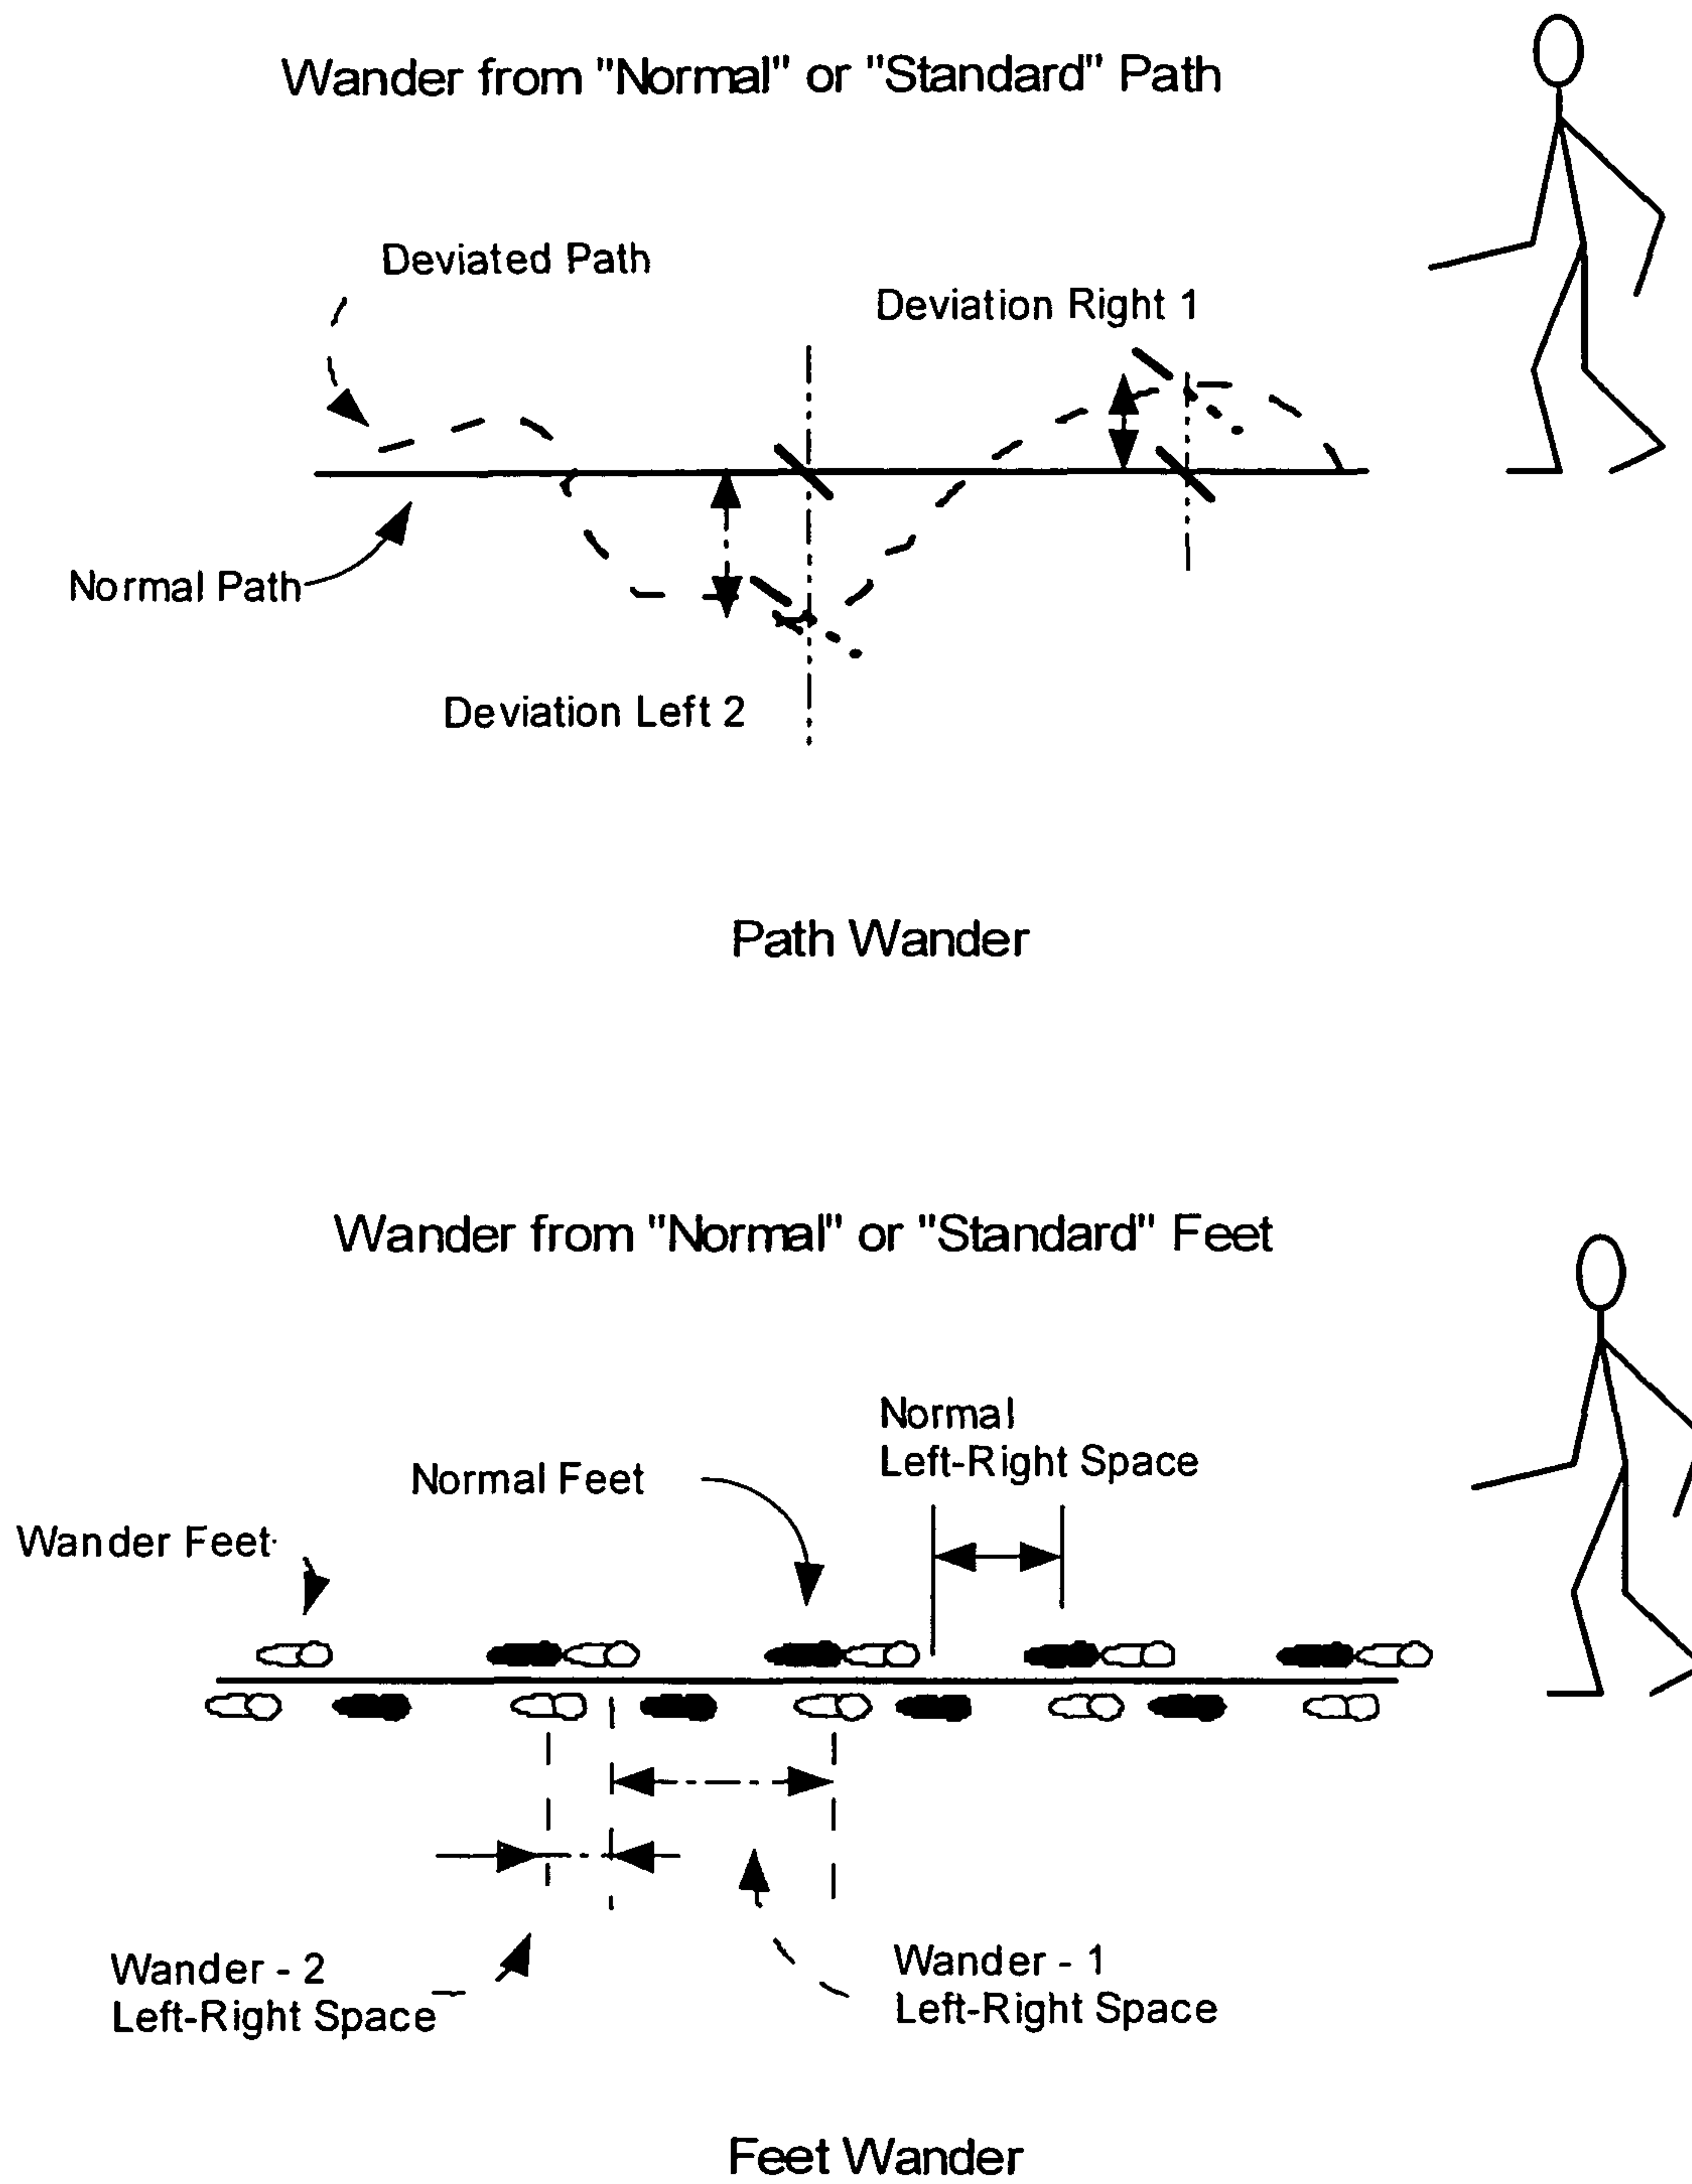 Wander from "Normal" or "Standard" Path
Deviated Path
Deviation Right 1
Normal Path
Deviation Left 2
Path Wander
Wander from "Normal" or "Standard" Feet
Normal
Left-Right Space
Normal Feet
Wander Feet
Wander - 2
Left-Right Space
Wander - 1
Left-Right Space
Feet Wander